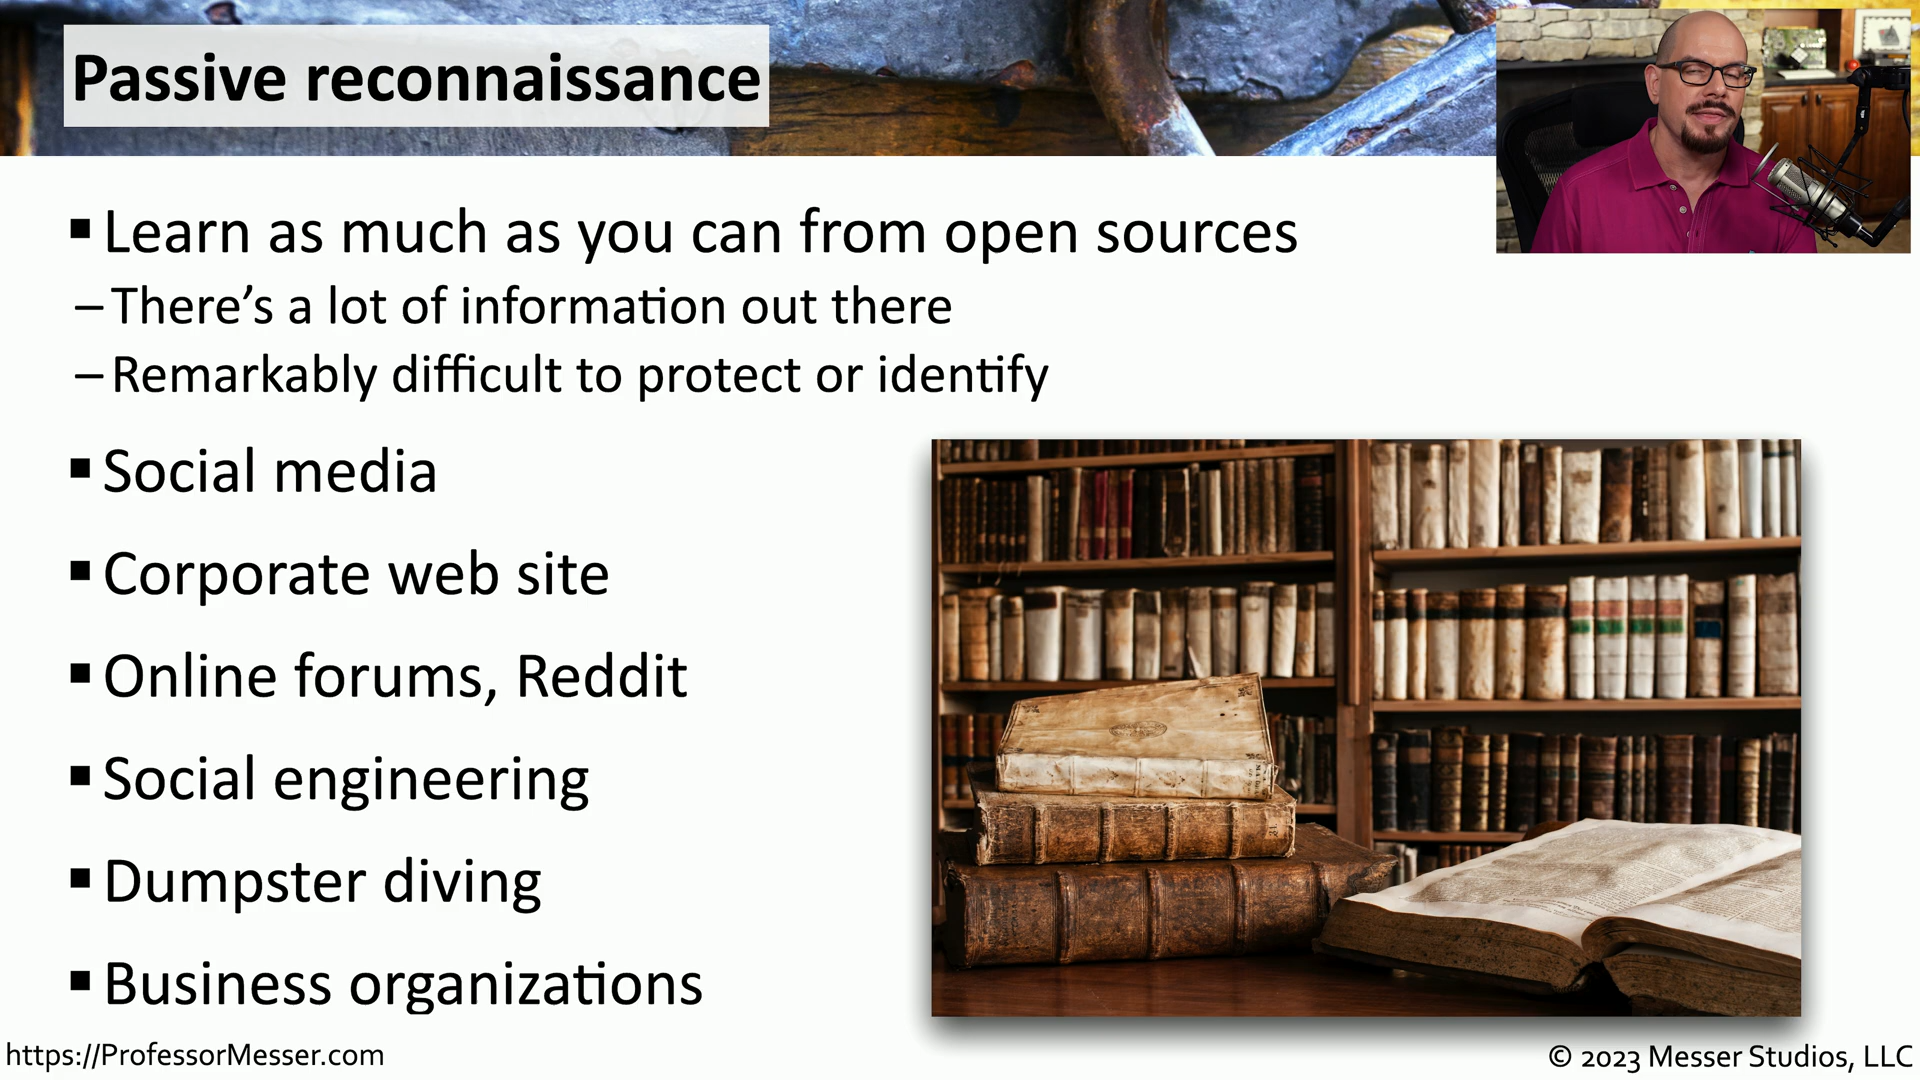 Passive reconnaissance
▪ Learn as much as you can from open sources
– There’s a lot of information out there
– Remarkably difficult to protect or identify
▪ Social media
▪ Corporate web site
▪ Online forums, Reddit
▪ Social engineering
▪ Dumpster diving
▪ Business organizations
https://ProfessorMesser.com
© 2023 Messer Studios, LLC